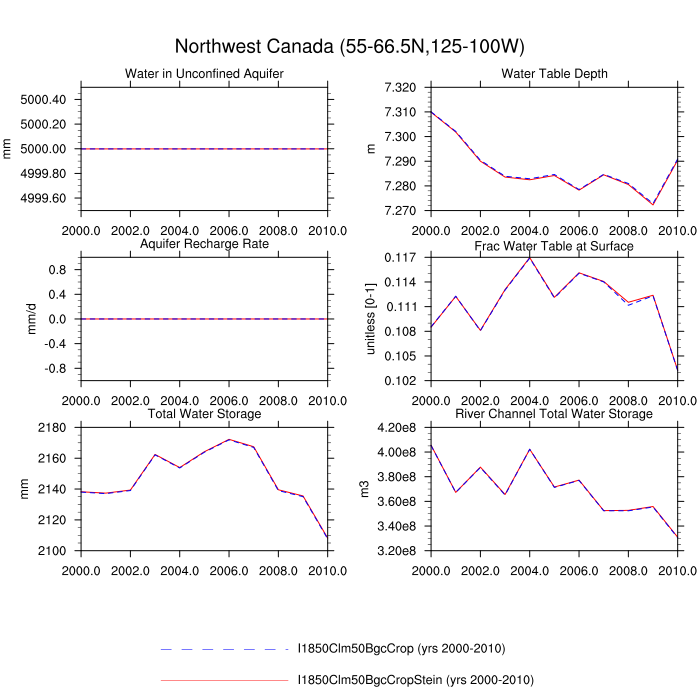 Northwest Canada (55-66.5N,125-100W)
Water in Unconfined Aquifer
5000.40
5000.20
5000.00
4999.80
4999.60
mm
2000.0 2002.0 2004.0 2006.0 2008.0 2010.0
Water Table Depth
7.320
7.310
7.300
7.290
7.280
7.270
m
2000.0 2002.0 2004.0 2006.0 2008.0 2010.0
Aquifer Recharge Rate
0.8
0.4
0.0
-0.4
-0.8
mm/d
2000.0 2002.0 2004.0 2006.0 2008.0 2010.0
Frac Water Table at Surface
0.117
0.114
0.111
0.108
0.105
0.102
unitless [0-1]
2000.0 2002.0 2004.0 2006.0 2008.0 2010.0
Total Water Storage
2180
2160
2140
2120
2100
mm
2000.0 2002.0 2004.0 2006.0 2008.0 2010.0
River Channel Total Water Storage
4.20e8
4.00e8
3.80e8
3.60e8
3.40e8
3.20e8
m3
2000.0 2002.0 2004.0 2006.0 2008.0 2010.0
I1850Clm50BgcCrop (yrs 2000-2010)
I1850Clm50BgcCropStein (yrs 2000-2010)